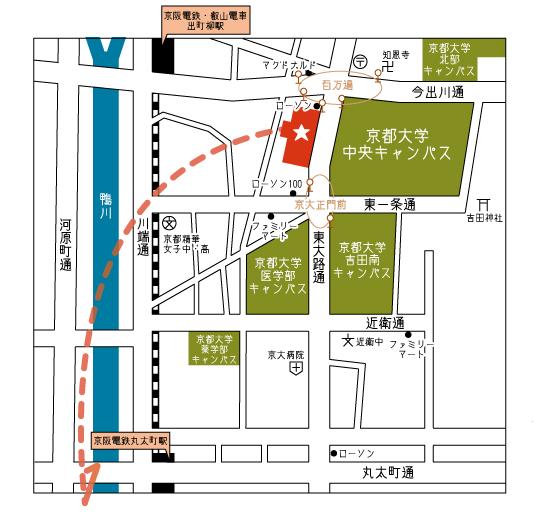 京阪電鉄・叡山電車
出町柳駅
京都大学
北部
キャンパス
マクドナルド
知恩寺
百万遍
今出川通
ローソン
京都大学
中央キャンパス
ローソン100
京大正門前
東一条通
吉田神社
鴨川
河原町通
川端通
京都精華
女子中・高
ファミリー
マート
東大路通
京都大学
医学部
キャンパス
京都大学
吉田南
キャンパス
近衛通
京都大学
薬学部
キャンパス
京大病院
文近衛中
ファミリー
マート
京阪電鉄丸太町駅
ローソン
丸太町通